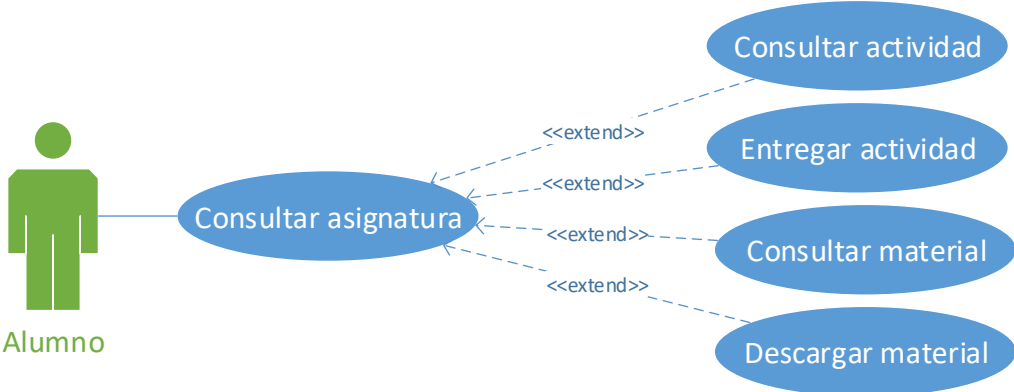 Consultar actividad
<<extend>>
Entregar actividad
<<extend>>
Consultar asignatura
<<extend>>
Consultar material
<<extend>>
Alumno
Descargar material